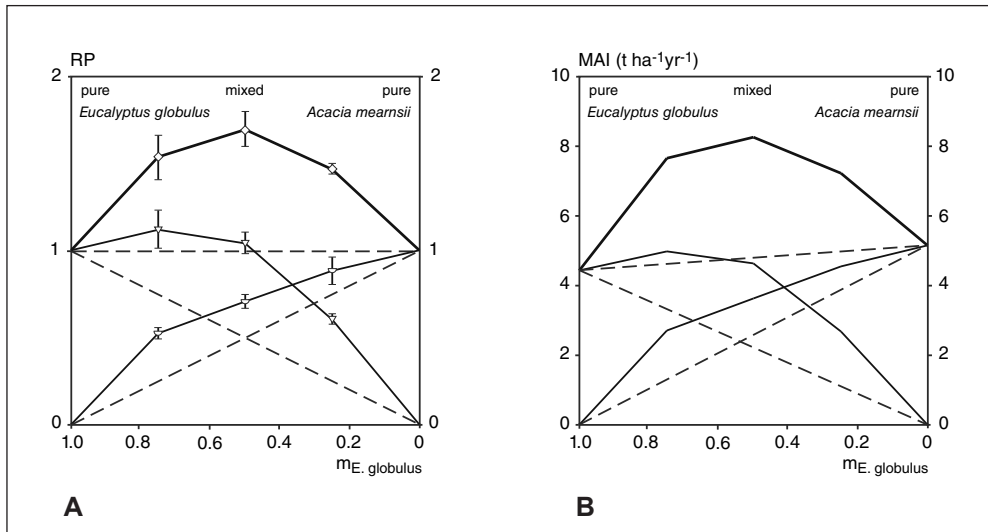 RP
2
2
pure
mixed
pure
Eucalyptus globulus
Acacia mearnsii
1
1
0
0
1.0
0.8
0.6
0.4
0.2
0
mE. globulus
A
MAI (t ha-1yr-1)
10
10
pure
mixed
pure
Eucalyptus globulus
Acacia mearnsii
8
8
6
6
4
4
2
2
0
0
1.0
0.8
0.6
0.4
0.2
0
mE. globulus
B